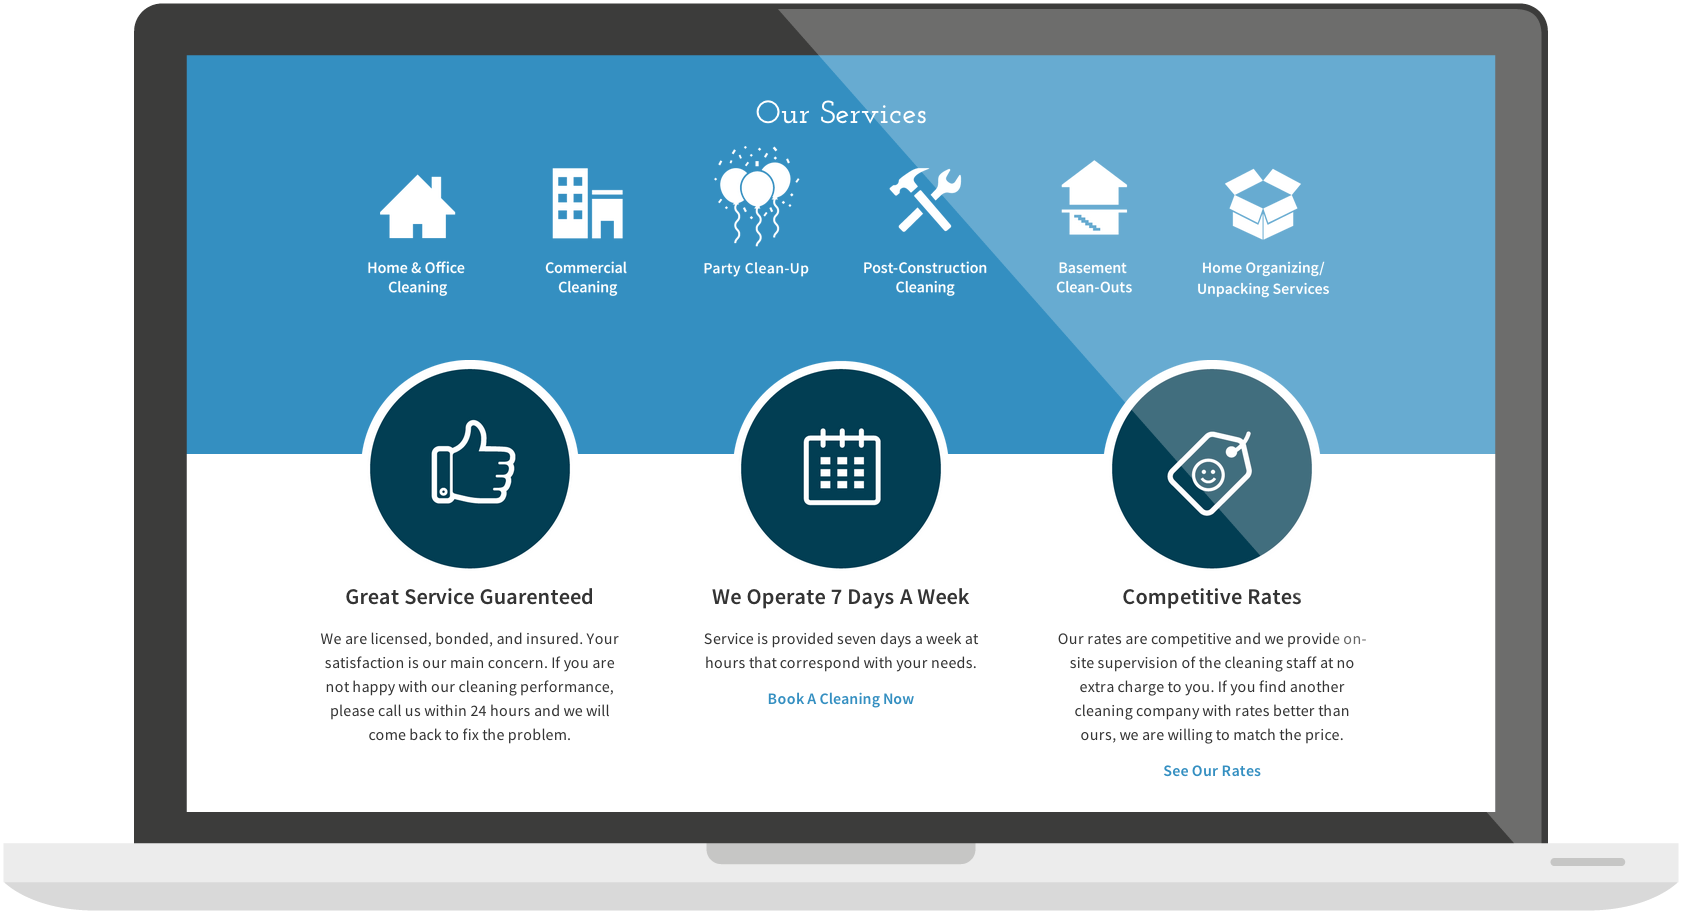 Our Services
Home & Office
Cleaning
Commercial
Cleaning
Party Clean-Up
Post-Construction
Cleaning
Basement
Clean-Outs
Home Organizing/
Unpacking Services
Great Service Guarenteed
We are licensed, bonded, and insured. Your
satisfaction is our main concern. If you are
not happy with our cleaning performance,
please call us within 24 hours and we will
come back to fix the problem.
We Operate 7 Days A Week
Service is provided seven days a week at
hours that correspond with your needs.
Book A Cleaning Now
Competitive Rates
Our rates are competitive and we provide on-
site supervision of the cleaning staff at no
extra charge to you. If you find another
cleaning company with rates better than
ours, we are willing to match the price.
See Our Rates